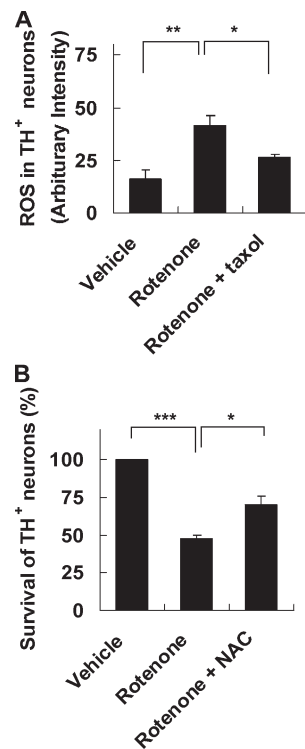 A
ROS in TH+ neurons
(Arbiturary Intensity)
75
50
25
0
** *
Vehicle
Rotenone
Rotenone + taxol
B
Survival of TH+ neurons (%)
100
75
50
25
0
*** *
Vehicle
Rotenone
Rotenone + NAC